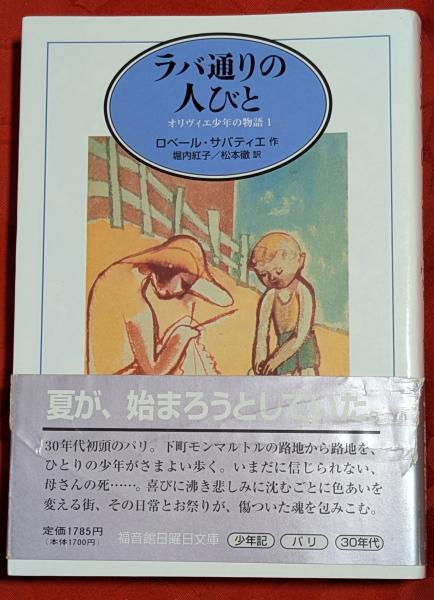 ラバ通りの
人びと
オリヴィエ少年の物語 1
ロベール・サバティエ 作
堀内紅子／松本徹 訳
夏が、始まろうとしていた。
30年代初頭のパリ。下町モンマルトルの路地から路地を、
ひとりの少年がさまよい歩く。いまだに信じられない、
母さんの死……。喜びに沸き悲しみに沈むごとに色あいを
変える街、その日常とお祭りが、傷ついた魂を包みこむ。
定価1785円
(本体1700円)
福音館日曜日文庫 少年記 パリ 30年代